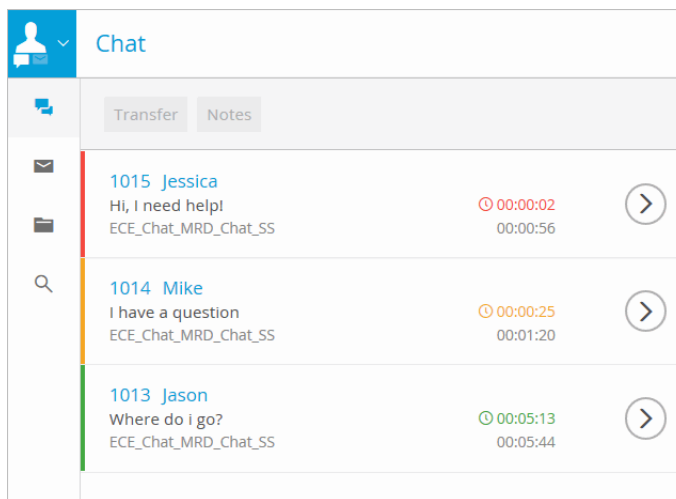 Chat
Transfer Notes
1015 Jessica
Hi, I need help! 00:00:02
ECE_Chat_MRD_Chat_SS 00:00:56
1014 Mike
I have a question 00:00:25
ECE_Chat_MRD_Chat_SS 00:01:20
1013 Jason
Where do i go? 00:05:13
ECE_Chat_MRD_Chat_SS 00:05:44